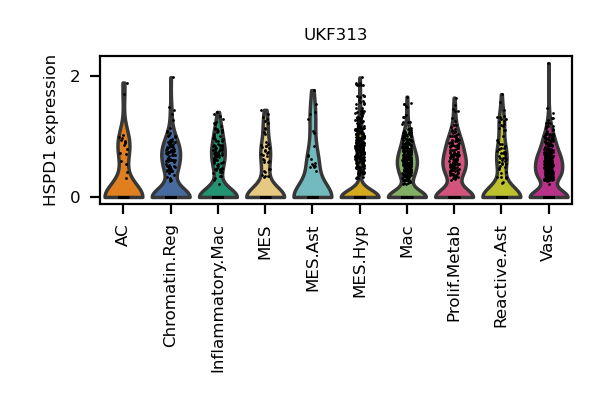 UKF313
HSPD1 expression
2
0
AC
Chromatin.Reg
Inflammatory.Mac
MES
MES.Ast
MES.Hyp
Mac
Prolif.Metab
Reactive.Ast
Vasc